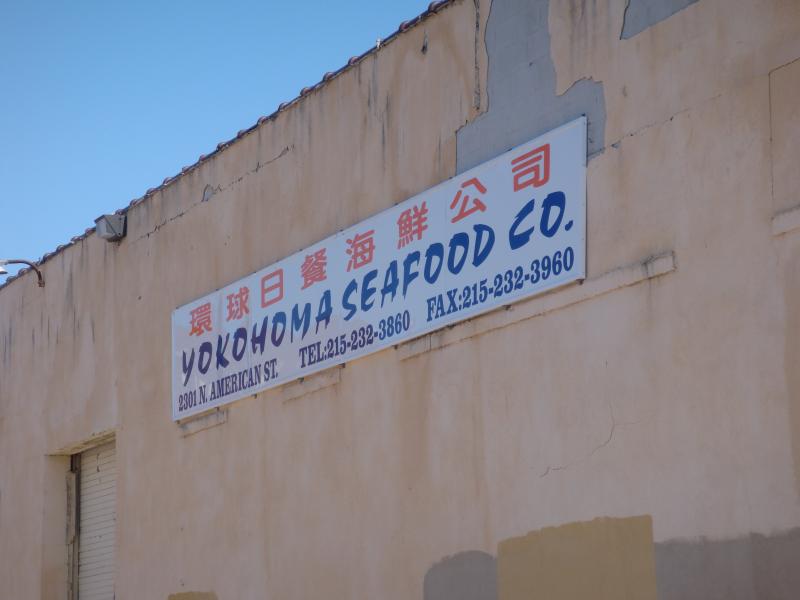 環球日餐海鮮公司
YOKOHOMA SEAFOOD CO.
2301 N. AMERICAN ST. TEL:215-232-3860 FAX:215-232-3960